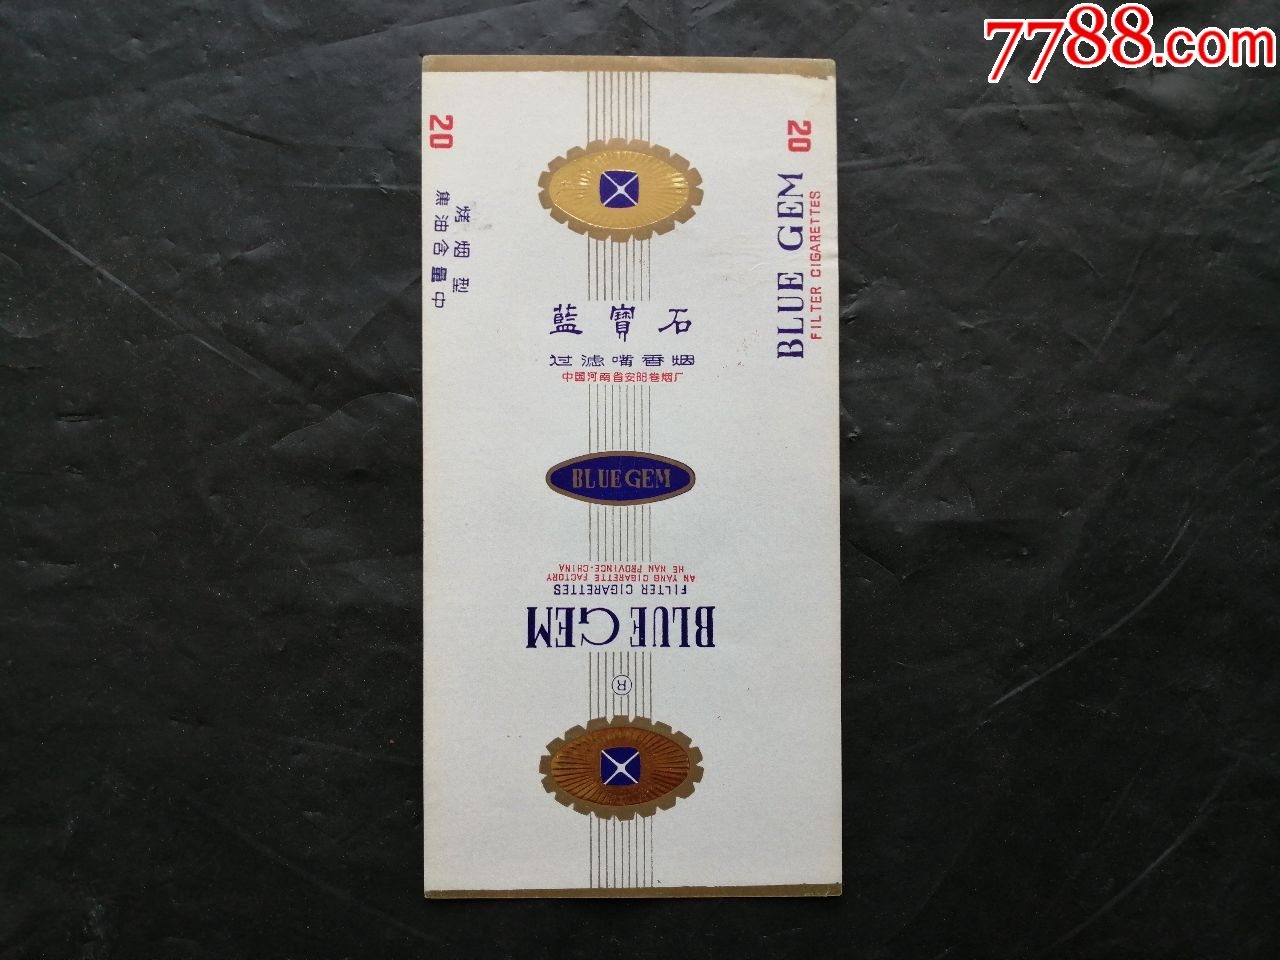 7788.com
20
烤烟型
焦油含量中
20
BLUE GEM
FILTER CIGARETTES
藍寶石
过滤嘴香烟
中国河南省安阳卷烟厂
BLUE GEM
BLUE GEM
FILTER CIGARETTES
AN YANG CIGARETTE FACTORY
HE NAN PROVINCE·CHINA
®